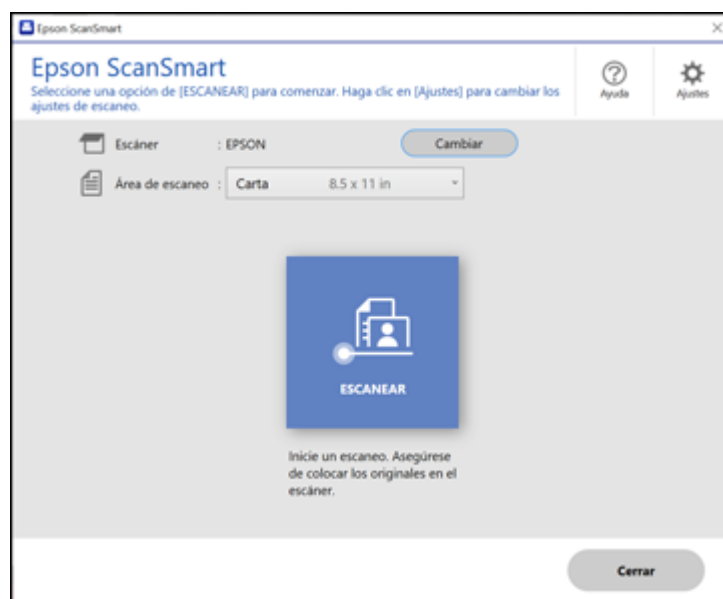 Epson ScanSmart
Epson ScanSmart
Seleccione una opción de [ESCANEAR] para comenzar. Haga clic en [Ajustes] para cambiar los
ajustes de escaneo.
Ayuda
Ajustes
Escáner : EPSON
Cambiar
Área de escaneo : Carta 8.5 x 11 in
ESCANEAR
Inicie un escaneo. Asegúrese
de colocar los originales en el
escáner.
Cerrar